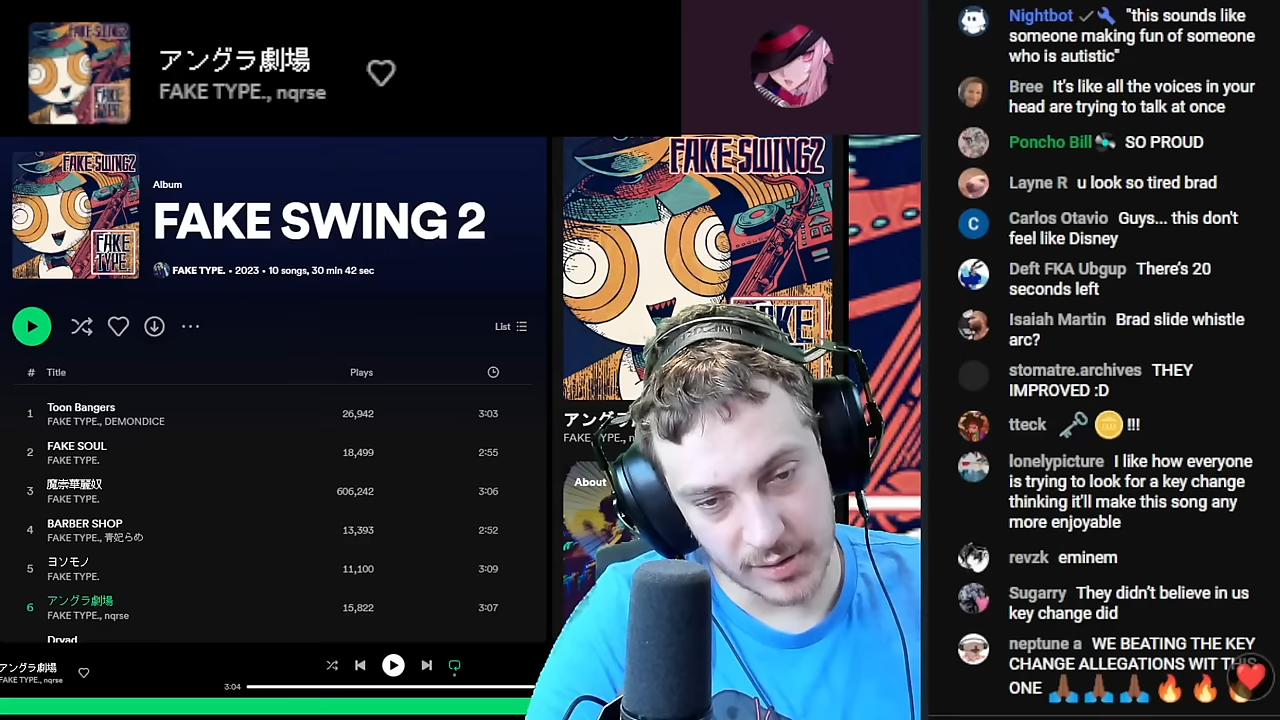 アングラ劇場
FAKE TYPE., nqrse
FAKE SWING2
FAKE
TYPE
Album
FAKE SWING 2
FAKE TYPE. • 2023 • 10 songs, 30 min 42 sec
List
# Title Plays
1 Toon Bangers 26,942 3:03
FAKE TYPE., DEMONDICE
2 FAKE SOUL 18,499 2:55
FAKE TYPE.
3 魔崇華麗奴 606,242 3:06
FAKE TYPE.
4 BARBER SHOP 13,393 2:52
FAKE TYPE., 青妃らめ
5 ヨソモノ 11,100 3:09
FAKE TYPE.
6 アングラ劇場 15,822 3:07
FAKE TYPE., nqrse
Dryad
アングラ劇場
FAKE TYPE., nqrse
3:04
FAKE SWING2
FAKE
アングラ
FAKE TYPE., n
About
Nightbot "this sounds like
someone making fun of someone
who is autistic"
Bree It's like all the voices in your
head are trying to talk at once
Poncho Bill SO PROUD
Layne R u look so tired brad
C Carlos Otavio Guys... this don't
feel like Disney
Deft FKA Ubgup There's 20
seconds left
Isaiah Martin Brad slide whistle
arc?
stomatre.archives THEY
IMPROVED :D
tteck 🗝️ 🪙 !!!
lonelypicture I like how everyone
is trying to look for a key change
thinking it'll make this song any
more enjoyable
revzk eminem
Sugarry They didn't believe in us
key change did
neptune a WE BEATING THE KEY
CHANGE ALLEGATIONS WIT THIS
ONE 🙏🏾 🙏🏾 🙏🏾 🔥 🔥 🔥